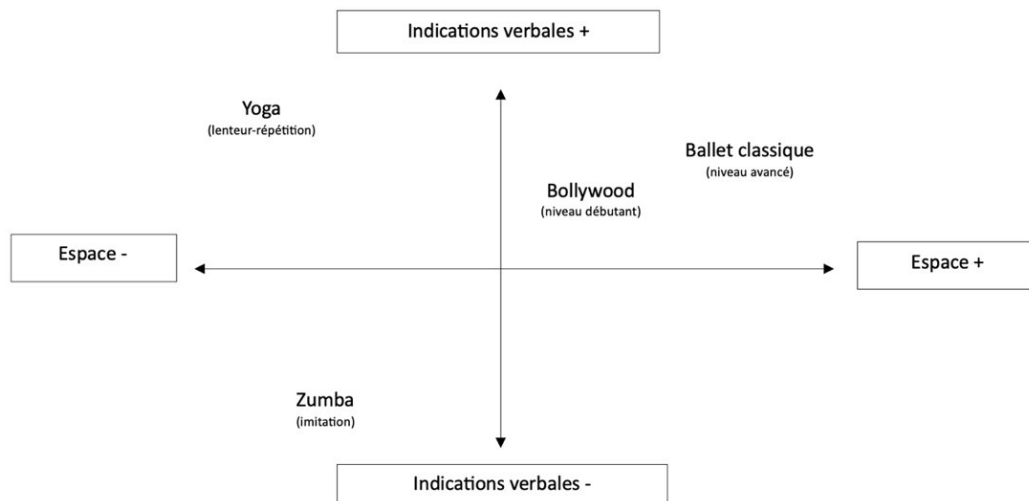 Indications verbales +
Yoga
(lenteur-répétition)
Ballet classique
(niveau avancé)
Bollywood
(niveau débutant)
Espace -
Espace +
Zumba
(imitation)
Indications verbales -